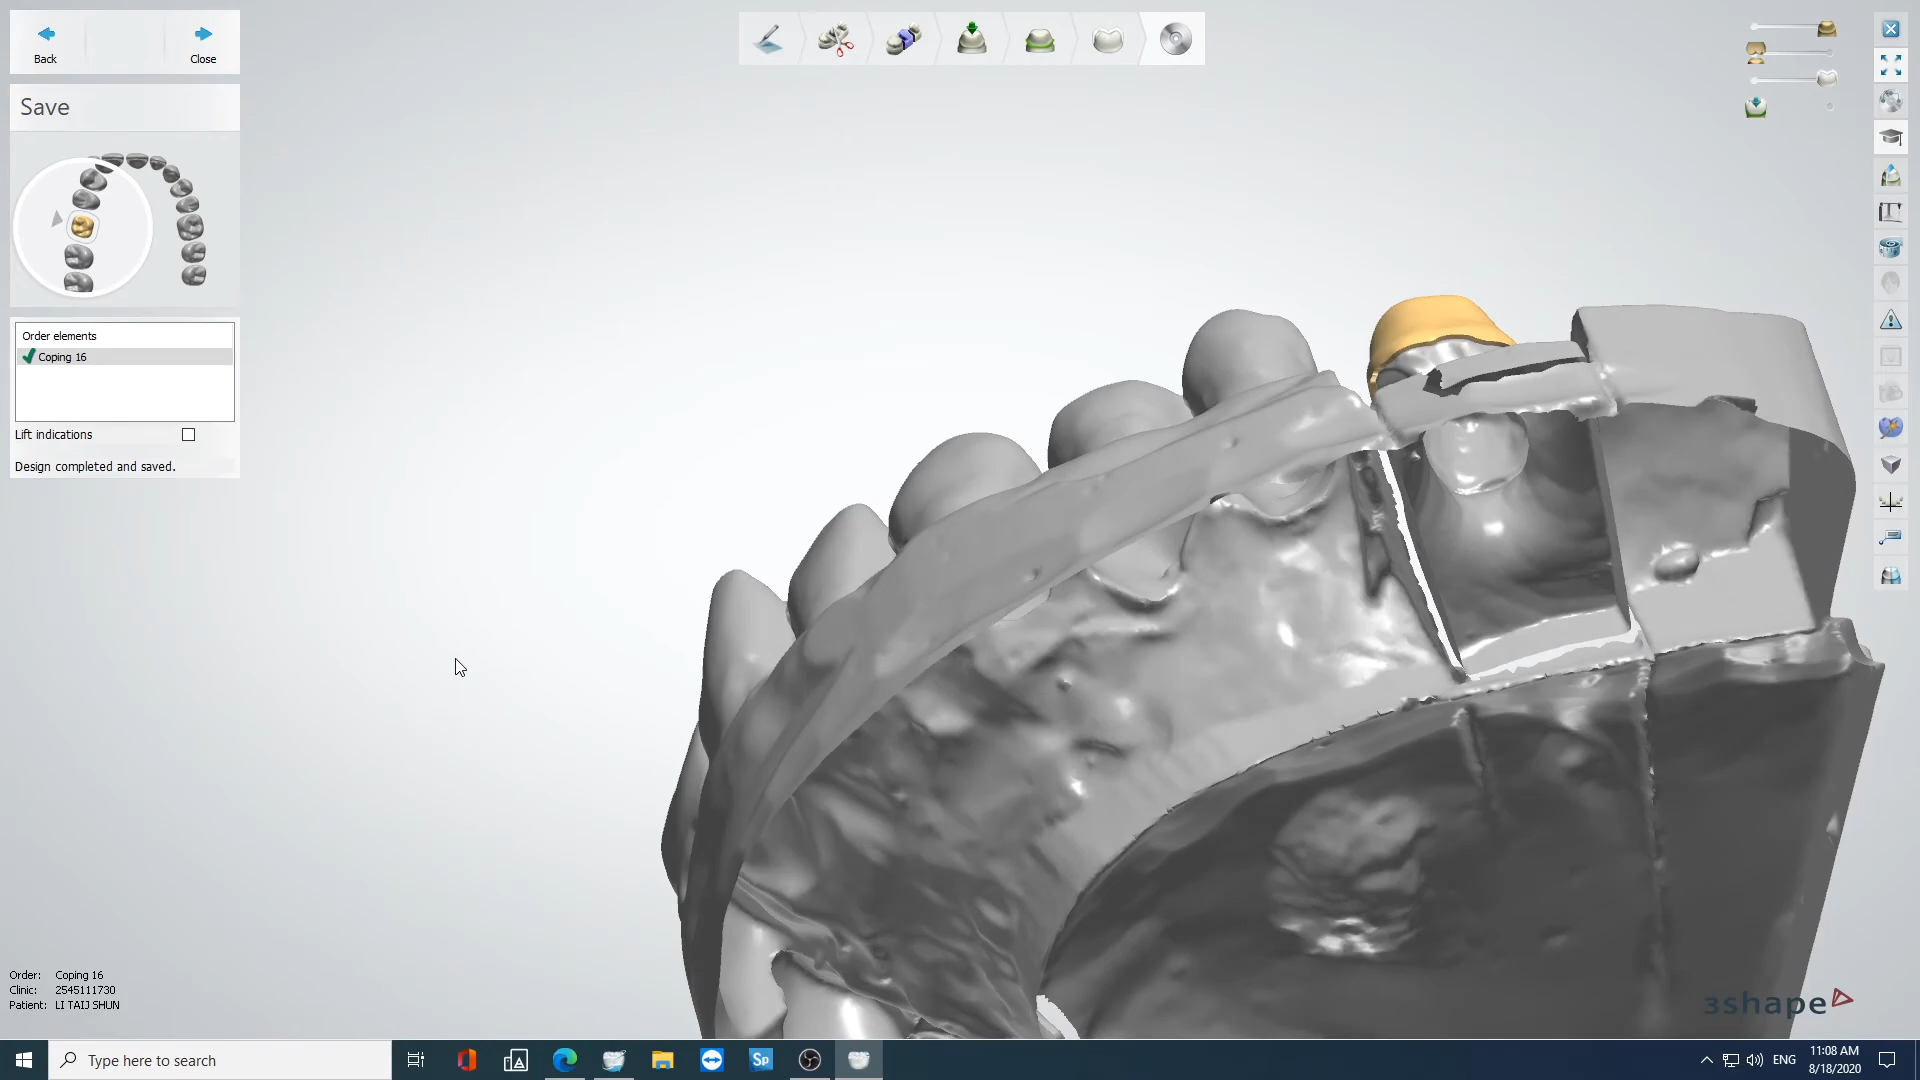 Back
Close
Save
Order elements
Coping 16
Lift indications
Design completed and saved.
Order: Coping 16
Clinic: 2545111730
Patient: LI TAIJ SHUN
3shape
Type here to search
Sp
ENG
11:08 AM
8/18/2020